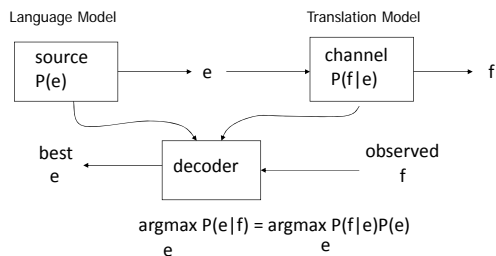 Language Model
Translation Model
source
P(e)
e
channel
P(f|e)
f
best
e
decoder
observed
f
argmax P(e|f) = argmax P(f|e)P(e)
e e